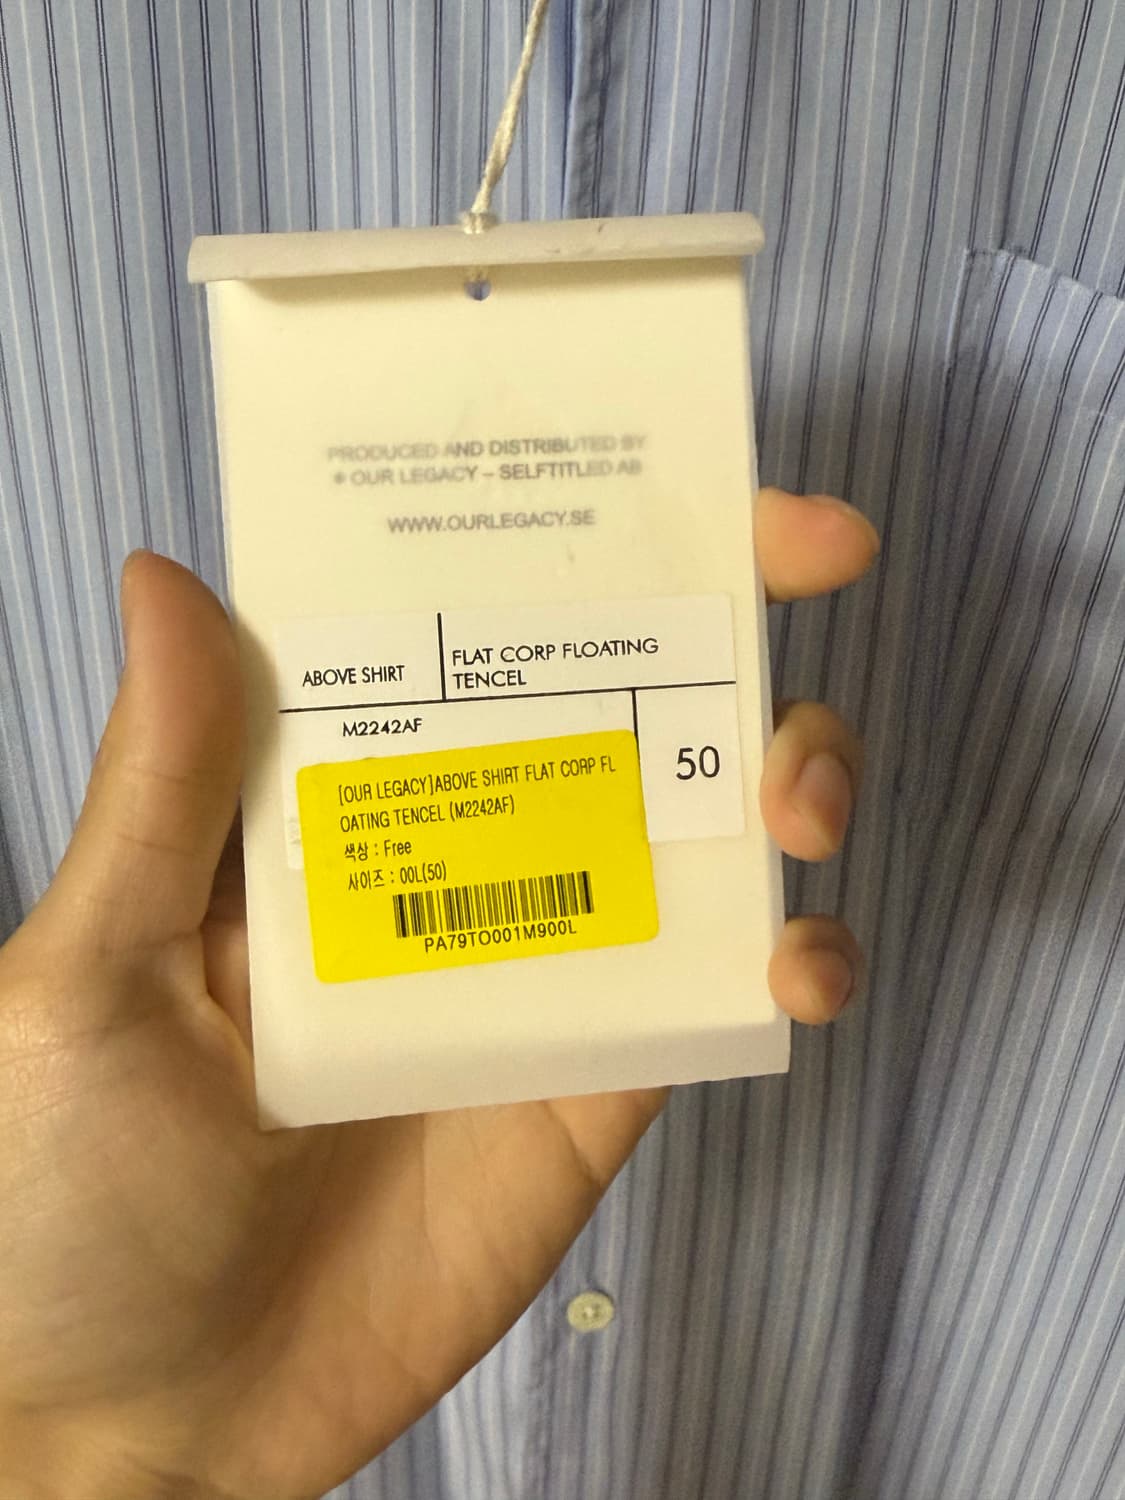 PRODUCED AND DISTRIBUTED BY
® OUR LEGACY – SELFTITLED AB
WWW.OURLEGACY.SE
ABOVE SHIRT
FLAT CORP FLOATING
TENCEL
M2242AF
50
[OUR LEGACY]ABOVE SHIRT FLAT CORP FL
OATING TENCEL (M2242AF)
색상 : Free
사이즈 : 00L(50)
PA79TO001M900L